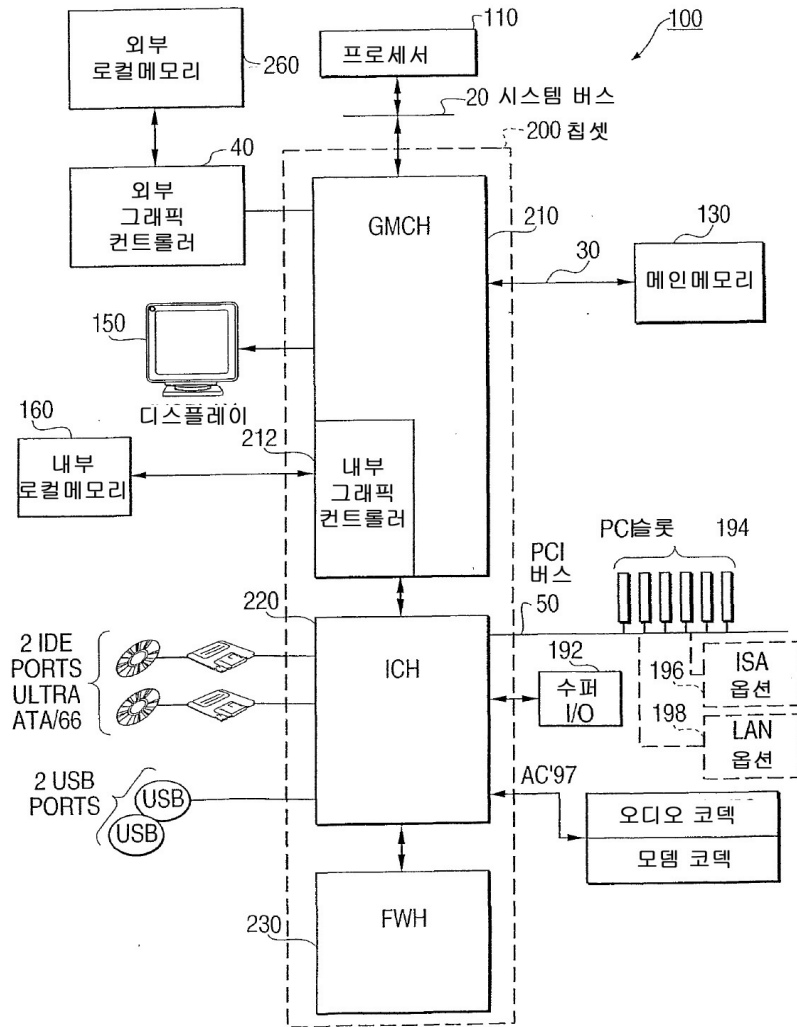 110
100
외부
로컬메모리
260
프로세서
20 시스템 버스
200 칩셋
40
외부
그래픽
컨트롤러
GMCH
210
130
30
메인메모리
150
디스플레이
160
212
내부
로컬메모리
내부
그래픽
컨트롤러
PCI슬롯 194
PCI
버스
50
220
2 IDE
PORTS
ULTRA
ATA/66
ICH
192
수퍼
I/O
196
ISA
옵션
198
LAN
옵션
2 USB
PORTS
USB
USB
AC'97
오디오 코덱
모뎀 코덱
FWH
230